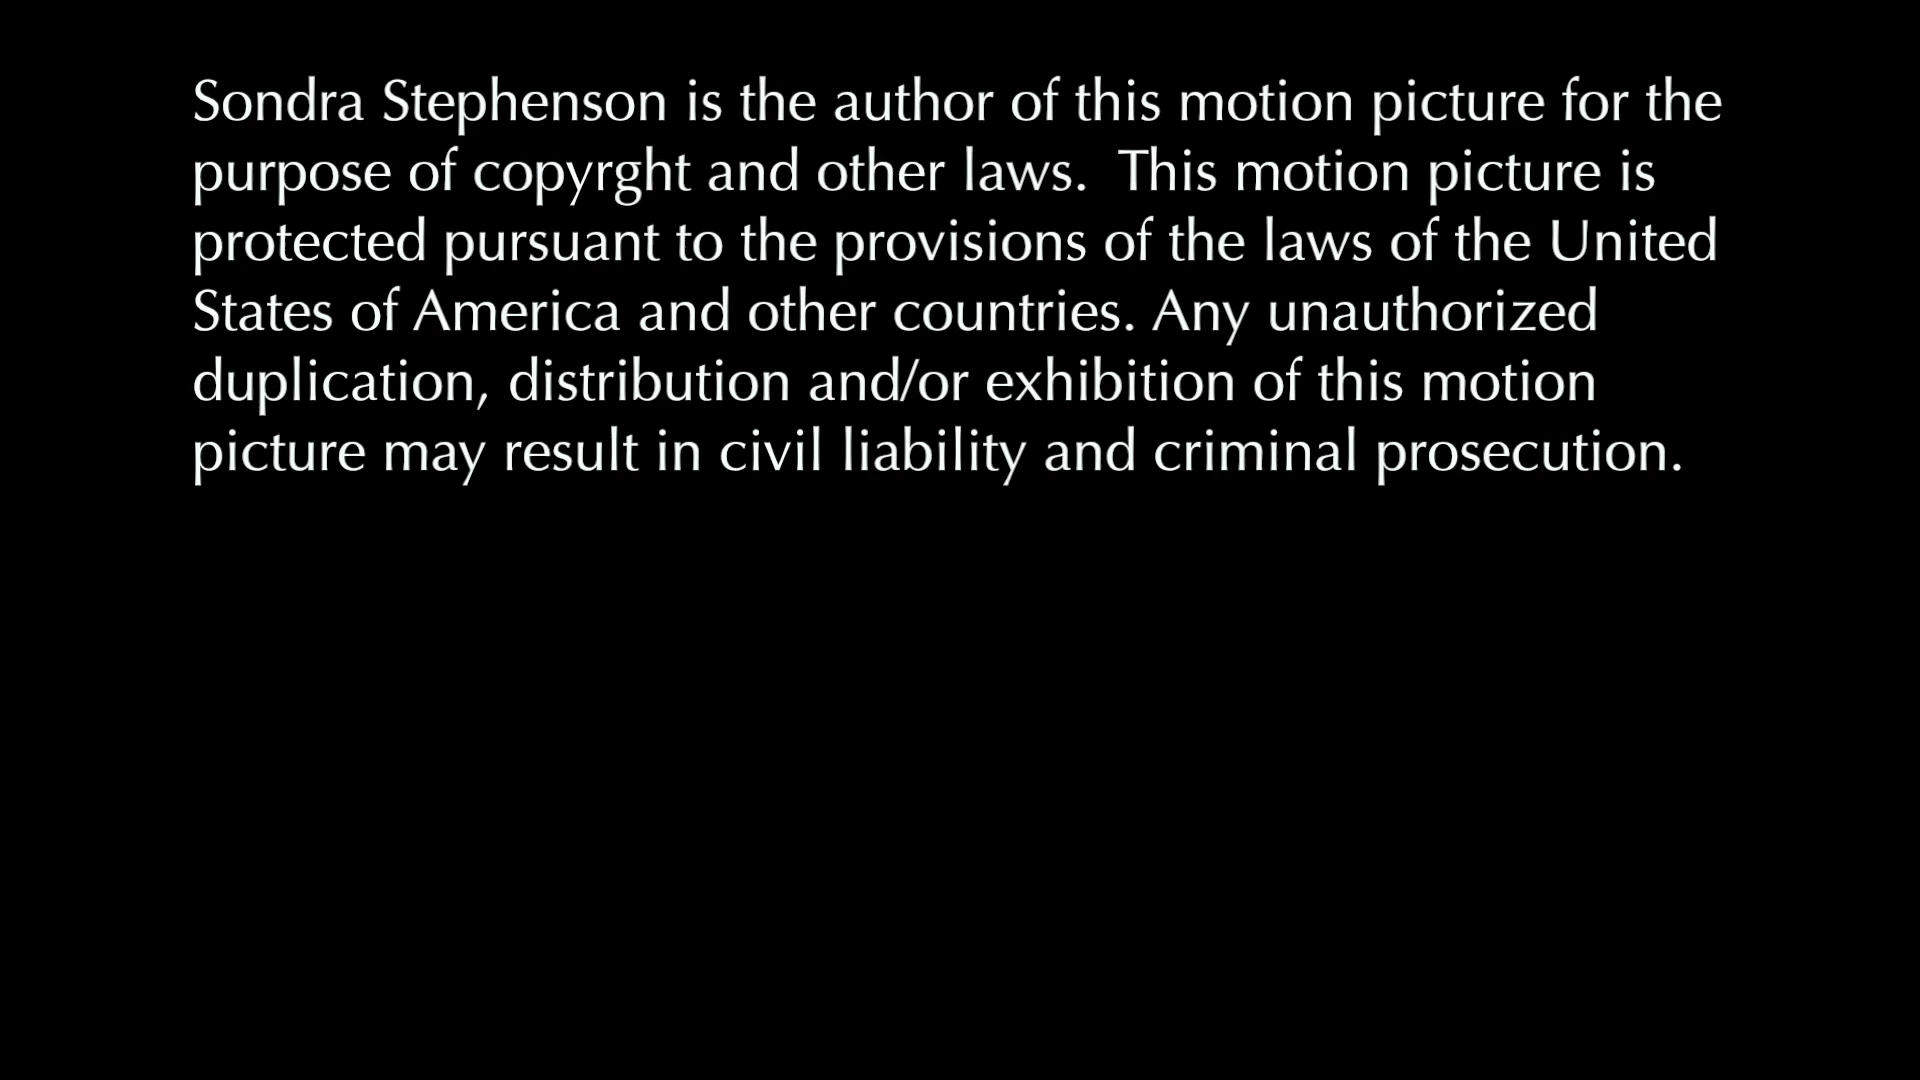 Sondra Stephenson is the author of this motion picture for the
purpose of copyrght and other laws.  This motion picture is
protected pursuant to the provisions of the laws of the United
States of America and other countries. Any unauthorized
duplication, distribution and/or exhibition of this motion
picture may result in civil liability and criminal prosecution.